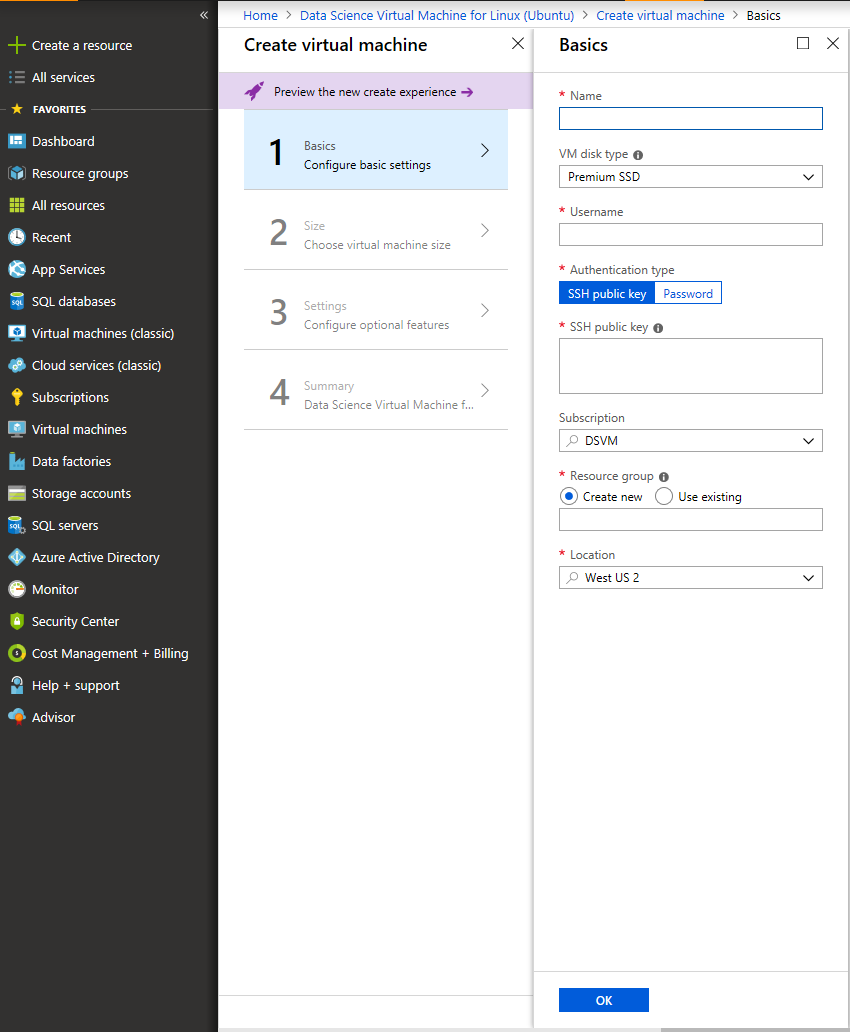 «
Create a resource
All services
FAVORITES
Dashboard
Resource groups
All resources
Recent
App Services
SQL databases
Virtual machines (classic)
Cloud services (classic)
Subscriptions
Virtual machines
Data factories
Storage accounts
SQL servers
Azure Active Directory
Monitor
Security Center
Cost Management + Billing
Help + support
Advisor
Home > Data Science Virtual Machine for Linux (Ubuntu) > Create virtual machine > Basics
Create virtual machine
Preview the new create experience →
1 Basics
Configure basic settings
2 Size
Choose virtual machine size
3 Settings
Configure optional features
4 Summary
Data Science Virtual Machine f...
Basics
* Name
VM disk type
Premium SSD
* Username
* Authentication type
SSH public key Password
* SSH public key
Subscription
DSVM
* Resource group
Create new Use existing
* Location
West US 2
OK